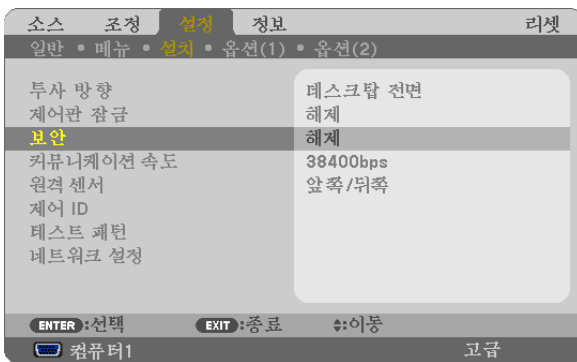 소스 조정 설정 정보 리셋
일반 • 메뉴 • 설치 • 옵션(1) • 옵션(2)
투사 방향 데스크탑 전면
제어판 잠금 해제
보안 해제
커뮤니케이션 속도 38400bps
원격 센서 앞쪽/뒤쪽
제어 ID
테스트 패턴
네트워크 설정
ENTER :선택 EXIT :종료 :이동
컴퓨터1 고급